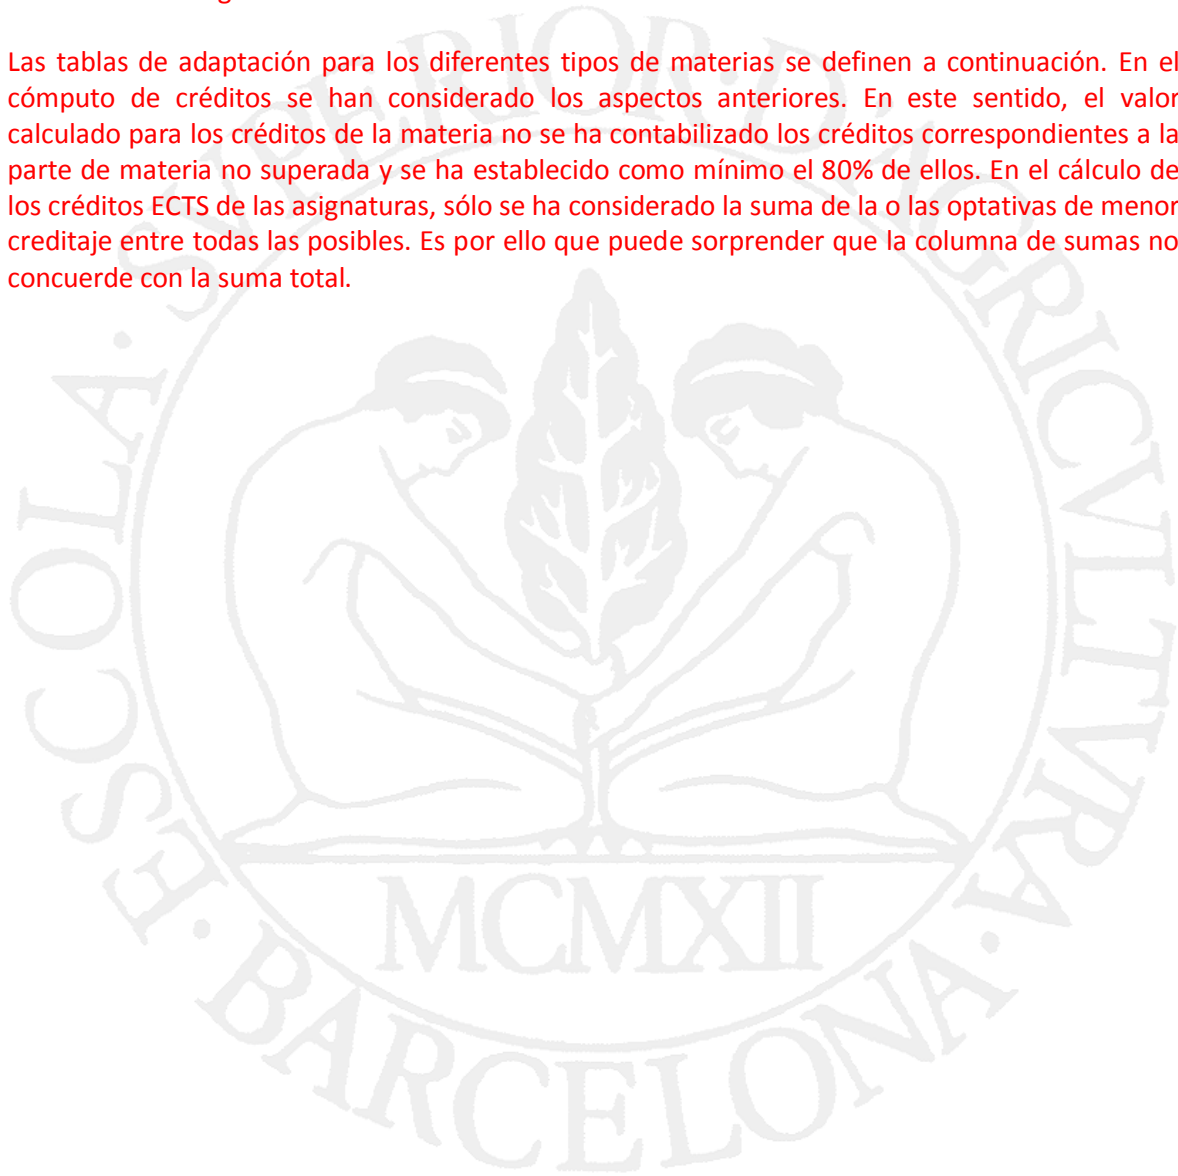 Las tablas de adaptación para los diferentes tipos de materias se definen a continuación. En el
cómputo de créditos se han considerado los aspectos anteriores. En este sentido, el valor
calculado para los créditos de la materia no se ha contabilizado los créditos correspondientes a la
parte de materia no superada y se ha establecido como mínimo el 80% de ellos. En el cálculo de
los créditos ECTS de las asignaturas, sólo se ha considerado la suma de la o las optativas de menor
creditaje entre todas las posibles. Es por ello que puede sorprender que la columna de sumas no
concuerde con la suma total.
ESCOLA · SVPERIOR · D'AGRICVLTVRA · BARCELONA ·
MCMXII